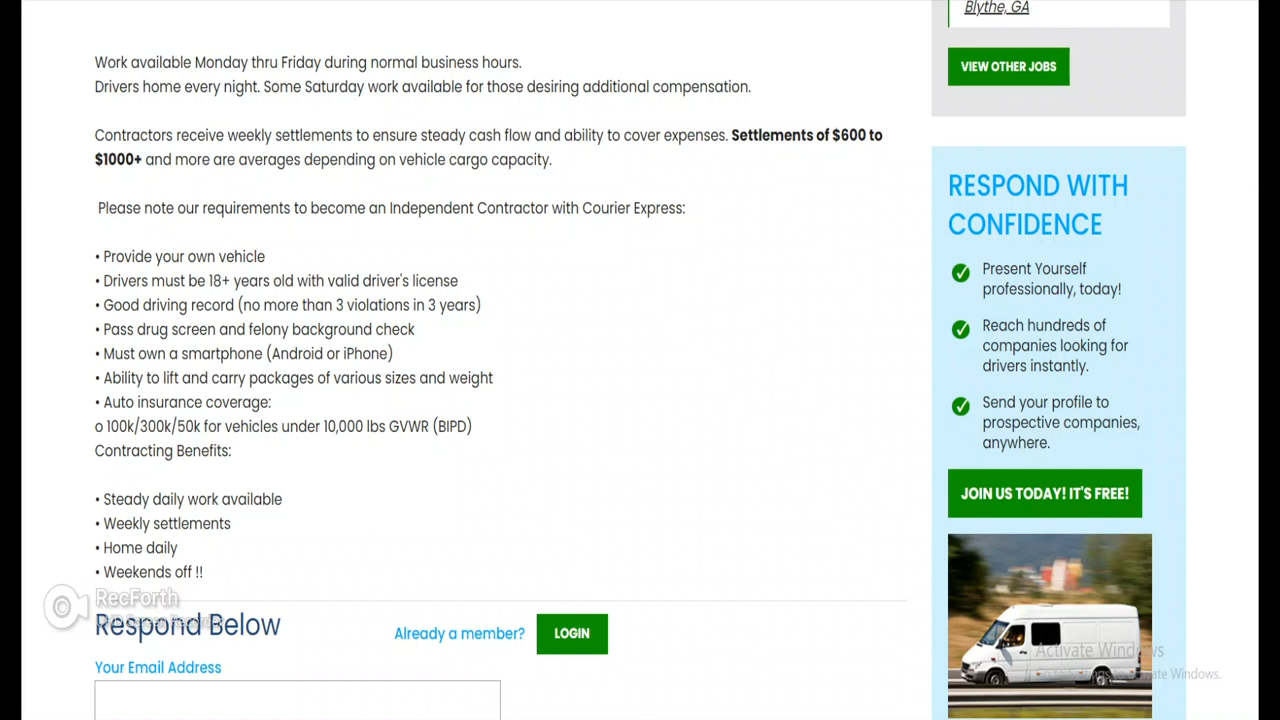 Blythe, GA
VIEW OTHER JOBS
Work available Monday thru Friday during normal business hours.
Drivers home every night. Some Saturday work available for those desiring additional compensation.
Contractors receive weekly settlements to ensure steady cash flow and ability to cover expenses. Settlements of $600 to
$1000+ and more are averages depending on vehicle cargo capacity.
Please note our requirements to become an Independent Contractor with Courier Express:
• Provide your own vehicle
• Drivers must be 18+ years old with valid driver's license
• Good driving record (no more than 3 violations in 3 years)
• Pass drug screen and felony background check
• Must own a smartphone (Android or iPhone)
• Ability to lift and carry packages of various sizes and weight
• Auto insurance coverage:
o 100k/300k/50k for vehicles under 10,000 lbs GVWR (BIPD)
Contracting Benefits:
• Steady daily work available
• Weekly settlements
• Home daily
• Weekends off !!
RecForth
Respond Below
Already a member?
LOGIN
Your Email Address
RESPOND WITH
CONFIDENCE
Present Yourself
professionally, today!
Reach hundreds of
companies looking for
drivers instantly.
Send your profile to
prospective companies,
anywhere.
JOIN US TODAY! IT'S FREE!
Activate Windows
Settings to activate Windows.